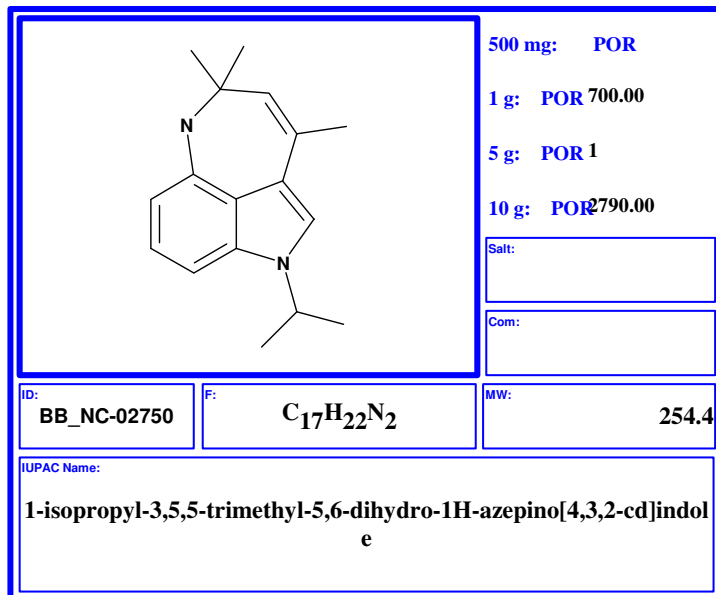 500 mg: POR
1 g: POR 700.00
5 g: POR 1
10 g: POR 2790.00
N
N
Salt:
Com:
ID:
BB_NC-02750
F:
C17H22N2
MW:
254.4
IUPAC Name:
1-isopropyl-3,5,5-trimethyl-5,6-dihydro-1H-azepino[4,3,2-cd]indol
e